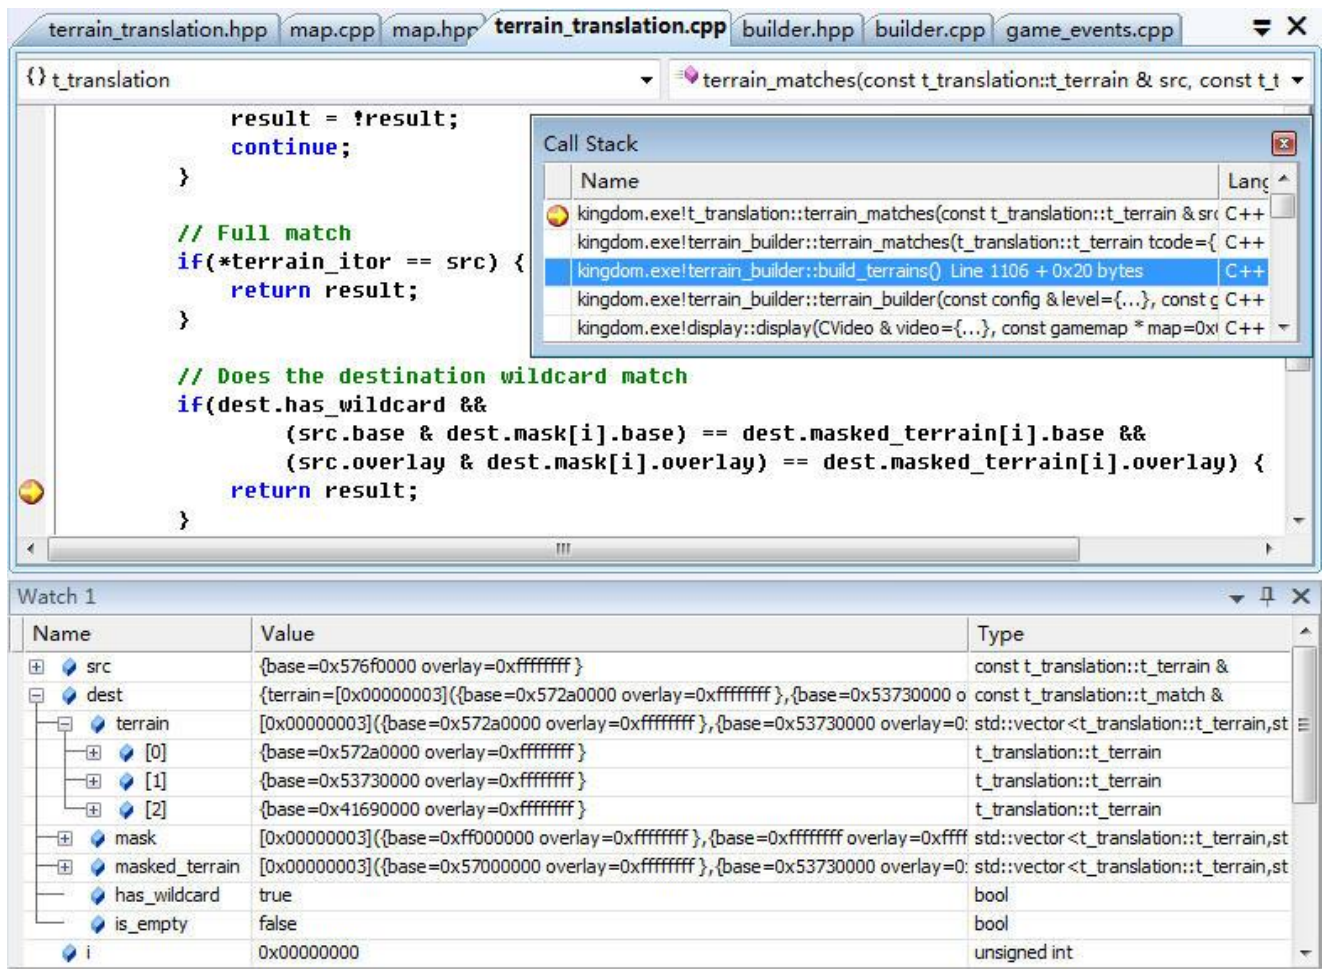 terrain_translation.hpp map.cpp map.hpp terrain_translation.cpp builder.hpp builder.cpp game_events.cpp
{} t_translation terrain_matches(const t_translation::t_terrain & src, const t_t
result = !result;
continue;
}
// Full match
if(*terrain_itor == src) {
return result;
}
// Does the destination wildcard match
if(dest.has_wildcard &&
(src.base & dest.mask[i].base) == dest.masked_terrain[i].base &&
(src.overlay & dest.mask[i].overlay) == dest.masked_terrain[i].overlay) {
return result;
}
Call Stack
Name Lang
kingdom.exe!t_translation::terrain_matches(const t_translation::t_terrain & src C++
kingdom.exe!terrain_builder::terrain_matches(t_translation::t_terrain tcode={ C++
kingdom.exe!terrain_builder::build_terrains() Line 1106 + 0x20 bytes C++
kingdom.exe!terrain_builder::terrain_builder(const config & level={...}, const g C++
kingdom.exe!display::display(CVideo & video={...}, const gamemap * map=0x( C++
Watch 1
Name Value Type
src {base=0x576f0000 overlay=0xffffffff} const t_translation::t_terrain &
dest {terrain=[0x00000003]({base=0x572a0000 overlay=0xffffffff},{base=0x53730000 o const t_translation::t_match &
terrain [0x00000003]({base=0x572a0000 overlay=0xffffffff},{base=0x53730000 overlay=0: std::vector<t_translation::t_terrain,st
[0] {base=0x572a0000 overlay=0xffffffff} t_translation::t_terrain
[1] {base=0x53730000 overlay=0xffffffff} t_translation::t_terrain
[2] {base=0x41690000 overlay=0xffffffff} t_translation::t_terrain
mask [0x00000003]({base=0xff000000 overlay=0xffffffff},{base=0xffffffff overlay=0xffff std::vector<t_translation::t_terrain,st
masked_terrain [0x00000003]({base=0x57000000 overlay=0xffffffff},{base=0x53730000 overlay=0: std::vector<t_translation::t_terrain,st
has_wildcard true bool
is_empty false bool
i 0x00000000 unsigned int